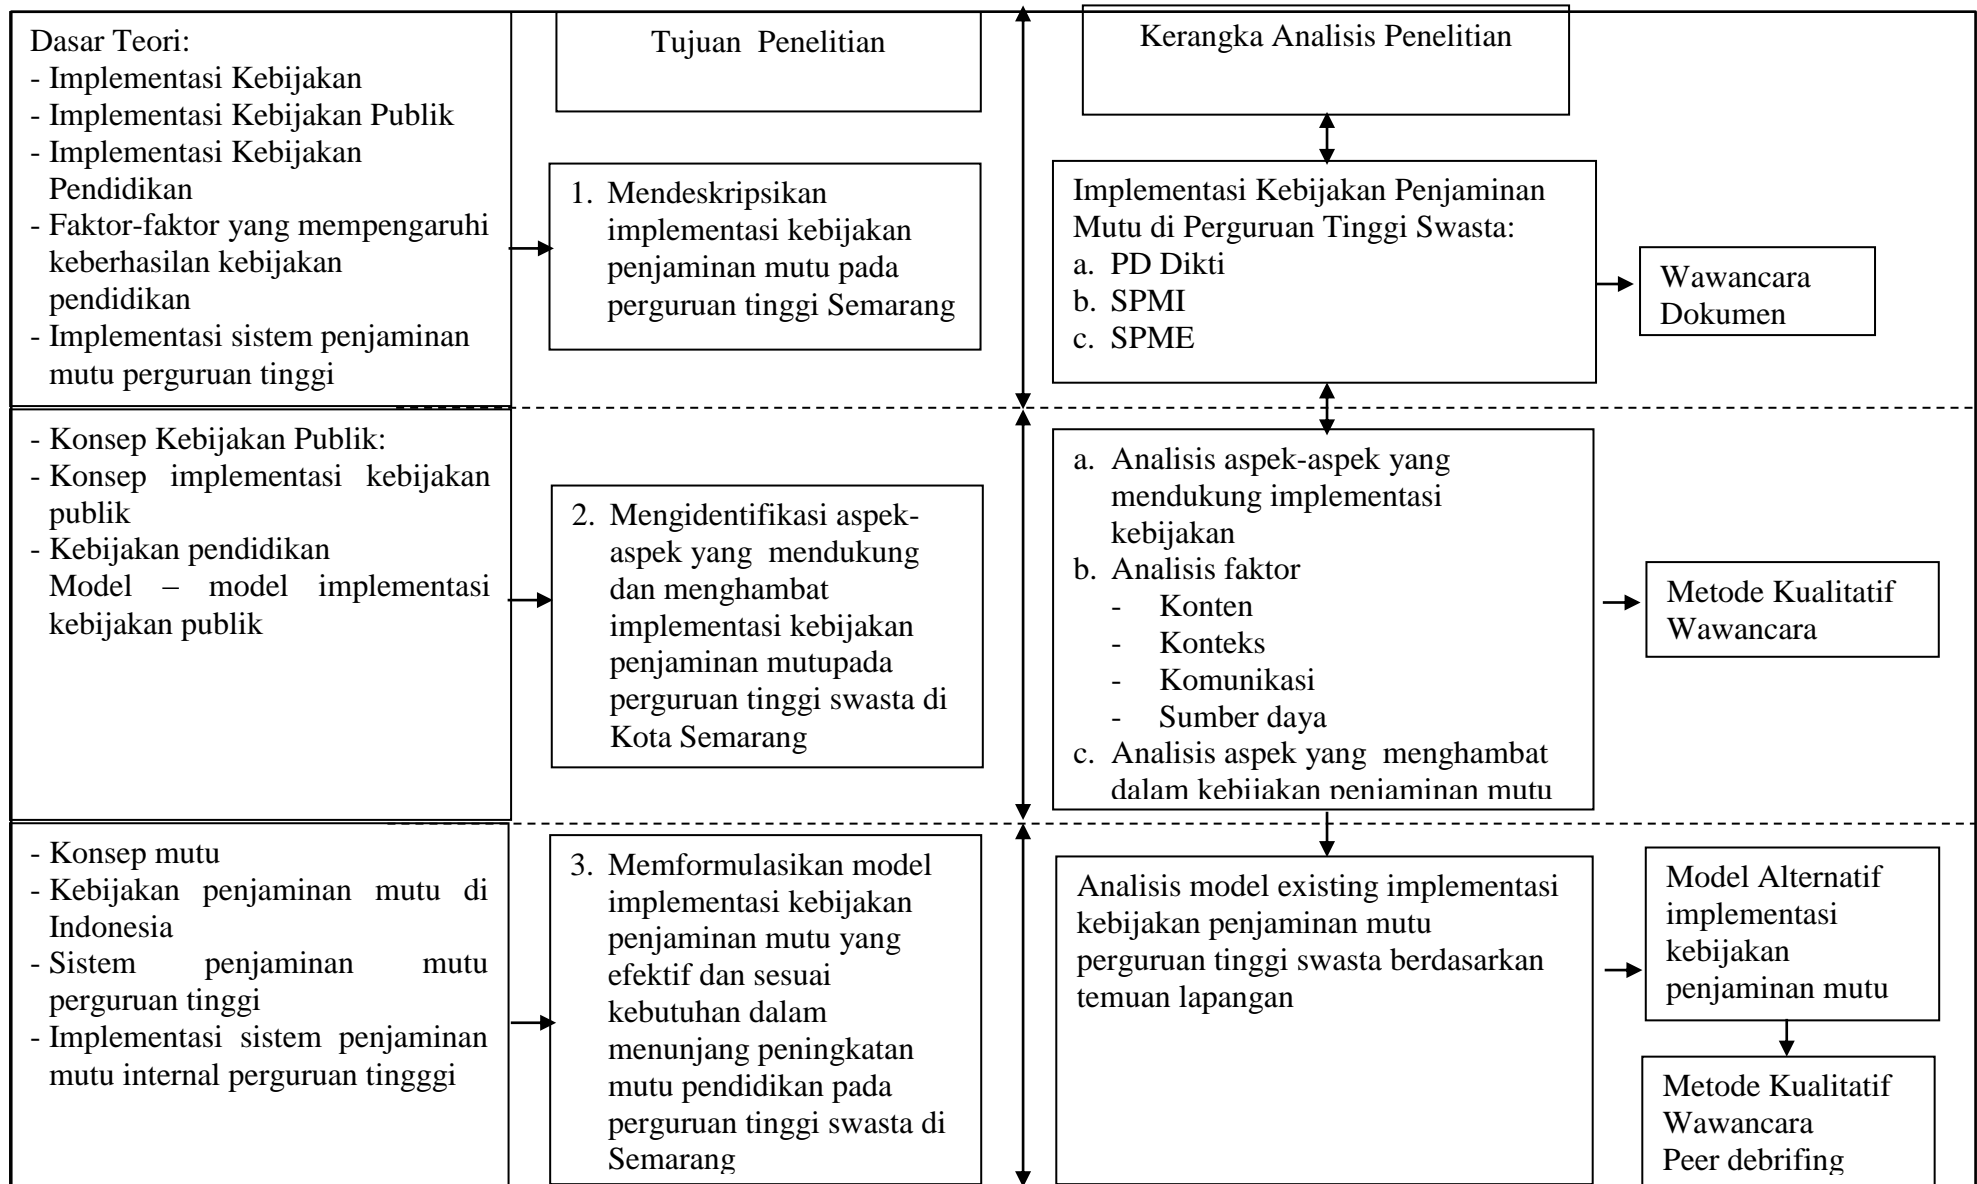 Dasar Teori:
- Implementasi Kebijakan
- Implementasi Kebijakan Publik
- Implementasi Kebijakan
Pendidikan
- Faktor-faktor yang mempengaruhi
keberhasilan kebijakan
pendidikan
- Implementasi sistem penjaminan
mutu perguruan tinggi
Tujuan Penelitian
1. Mendeskripsikan
implementasi kebijakan
penjaminan mutu pada
perguruan tinggi Semarang
Kerangka Analisis Penelitian
Implementasi Kebijakan Penjaminan
Mutu di Perguruan Tinggi Swasta:
a. PD Dikti
b. SPMI
c. SPME
Wawancara
Dokumen
- Konsep Kebijakan Publik:
- Konsep implementasi kebijakan
publik
- Kebijakan pendidikan
Model – model implementasi
kebijakan publik
2. Mengidentifikasi aspek-
aspek yang mendukung
dan menghambat
implementasi kebijakan
penjaminan mutupada
perguruan tinggi swasta di
Kota Semarang
a. Analisis aspek-aspek yang
mendukung implementasi
kebijakan
b. Analisis faktor
- Konten
- Konteks
- Komunikasi
- Sumber daya
c. Analisis aspek yang menghambat
dalam kebijakan penjaminan mutu
Metode Kualitatif
Wawancara
- Konsep mutu
- Kebijakan penjaminan mutu di
Indonesia
- Sistem penjaminan mutu
perguruan tinggi
- Implementasi sistem penjaminan
mutu internal perguruan tingggi
3. Memformulasikan model
implementasi kebijakan
penjaminan mutu yang
efektif dan sesuai
kebutuhan dalam
menunjang peningkatan
mutu pendidikan pada
perguruan tinggi swasta di
Semarang
Analisis model existing implementasi
kebijakan penjaminan mutu
perguruan tinggi swasta berdasarkan
temuan lapangan
Model Alternatif
implementasi
kebijakan
penjaminan mutu
Metode Kualitatif
Wawancara
Peer debrifing